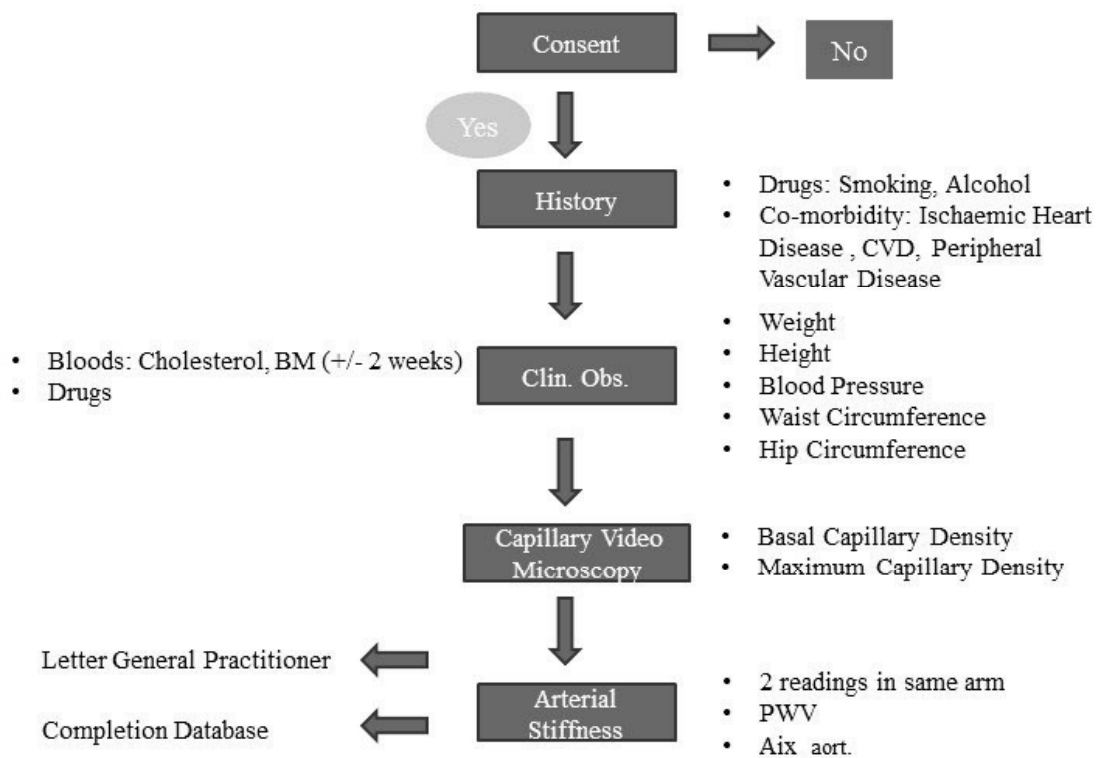 Consent
No
Yes
History
• Drugs: Smoking, Alcohol
• Co-morbidity: Ischaemic Heart
Disease , CVD, Peripheral
Vascular Disease
• Bloods: Cholesterol, BM (+/- 2 weeks)
• Drugs
Clin. Obs.
• Weight
• Height
• Blood Pressure
• Waist Circumference
• Hip Circumference
Capillary Video
Microscopy
• Basal Capillary Density
• Maximum Capillary Density
Letter General Practitioner
Completion Database
Arterial
Stiffness
• 2 readings in same arm
• PWV
• Aix aort.